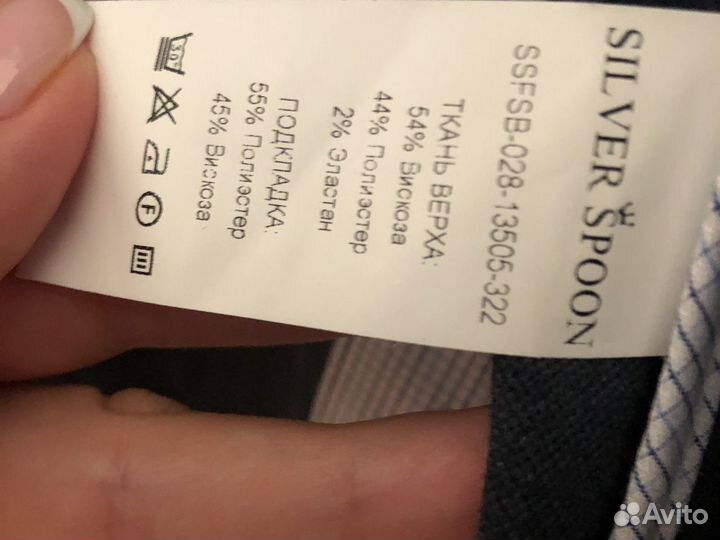 SILVER SPOON
SSFSB-028-13505-322
ТКАНЬ ВЕРХА:
54% Вискоза
44% Полиэстер
2% Эластан
ПОДКЛАДКА:
55% Полиэстер
45% Вискоза
30°
F
Avito